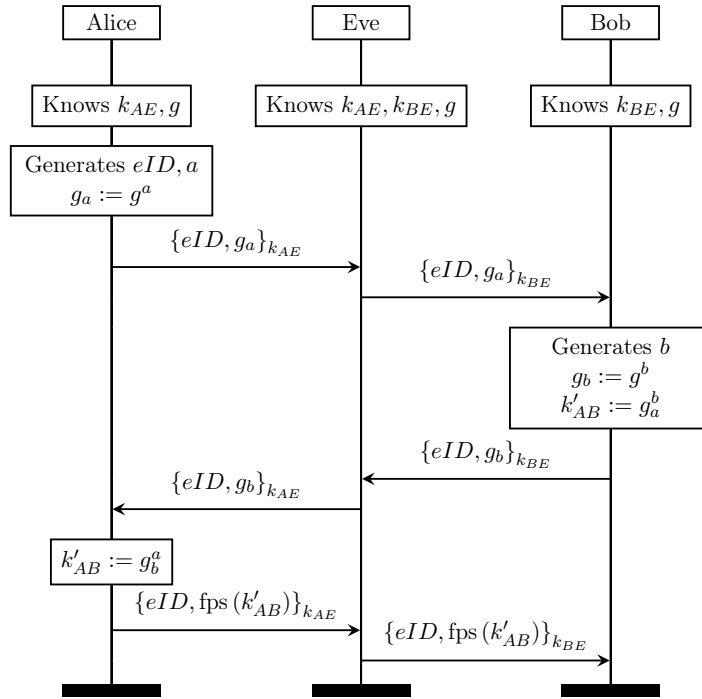 Alice
Eve
Bob
Knows k_{AE}, g
Knows k_{AE}, k_{BE}, g
Knows k_{BE}, g
Generates eID, a
g_a := g^a
{eID, g_a}_{k_{AE}}
{eID, g_a}_{k_{BE}}
Generates b
g_b := g^b
k'_{AB} := g_a^b
{eID, g_b}_{k_{BE}}
{eID, g_b}_{k_{AE}}
k'_{AB} := g_b^a
{eID, fps (k'_{AB})}_{k_{AE}}
{eID, fps (k'_{AB})}_{k_{BE}}